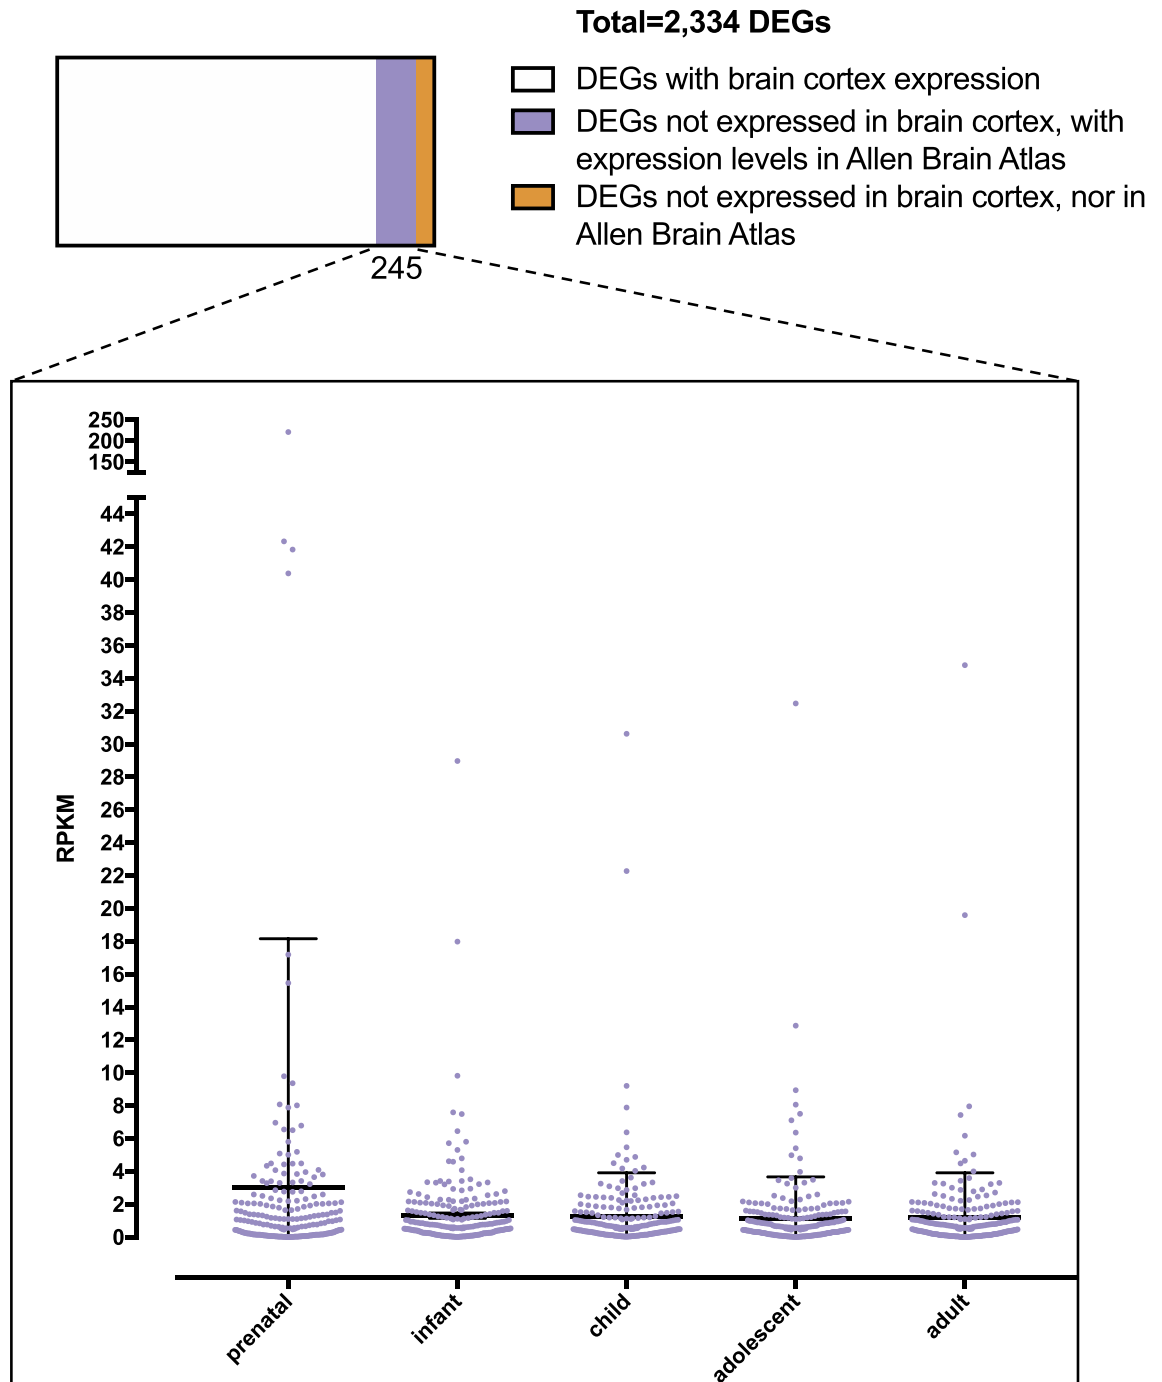 Total=2,334 DEGs
DEGs with brain cortex expression
DEGs not expressed in brain cortex, with
expression levels in Allen Brain Atlas
DEGs not expressed in brain cortex, nor in
Allen Brain Atlas
245
250
200
150
44
42
40
38
36
34
32
30
28
26
24
22
20
18
16
14
12
10
8
6
4
2
0
RPKM
prenatal
infant
child
adolescent
adult